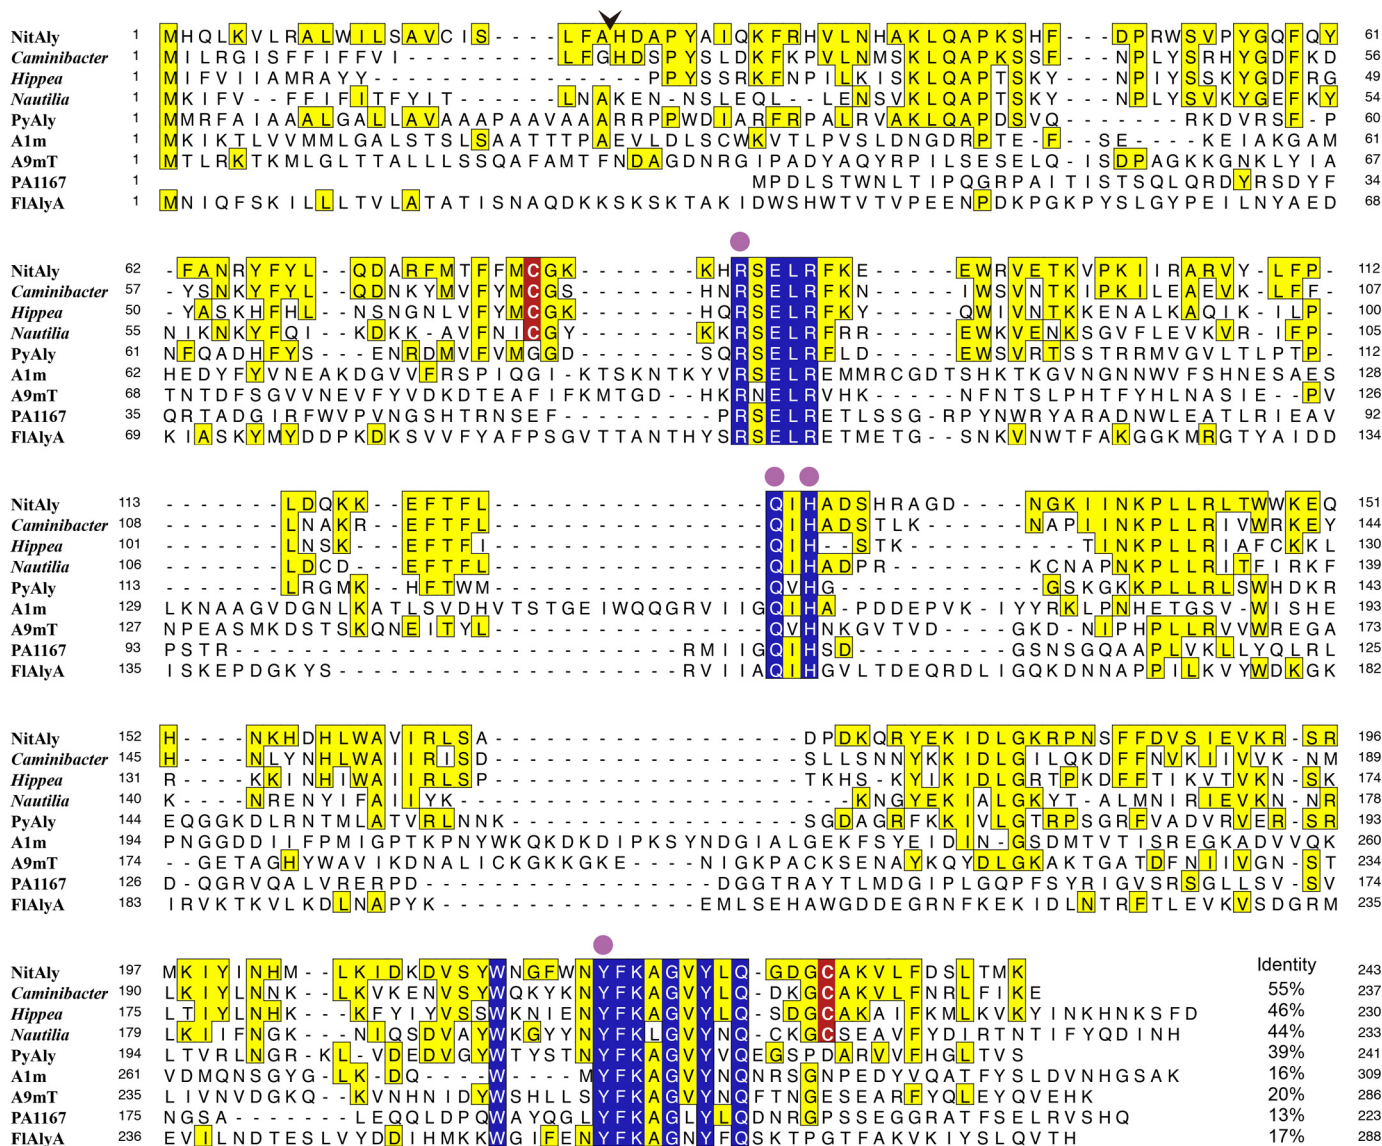 NitAly 1 MHQLKVLRALWILSAVCIS----LFAHDAPYAIQKFRHVLNHAKLQAPKSHF---DPRWSVPYGQFQY 61
Caminibacter 1 MILRGISFFIFFVI---------LFGHDSPYSLDKFKPVLNMSKLQAPKSSF---NPLYSRHYGDFKD 56
Hippea 1 MIFVIIAMRAYY----------------PPYSSRKFNPILKISKLQAPTSKY---NPIYSSKYGDFRG 49
Nautilia 1 MKIFV--FFIFITFYIT------LNAKEN-NSLEQL--LENSVKLQAPTSKY---NPLYSVKYGEFKY 54
PyAly 1 MMRFAIAAALGALLAVAAAPAAVAAARRPPWDIARFRPALRVAKLQAPDSVQ-------RKDVRSF-P 60
A1m 1 MKIKTLVVMMLGALSTSLSAATTTPAEVLDLSCWKVTLPVSLDNGDRPTE-F--SE----KEIAKGAM 61
A9mT 1 MTLRKTKMLGLTTALLLSSQAFAMTFNDAGDNRGIPADYAQYRPILSESELQ-ISDPAGKKGNKLYIA 67
PA1167 1 MPDLSTWNLTIPQGRPAITISTSQLQRDYRSDYF 34
FlAlyA 1 MNIQFSKILLLTVLATATISNAQDKKSKSKTAKIDWSHWTVTVPEENPDKPGKPYSLGYPEILNYAED 68
NitAly 62 -FANRYFYL--QDARFMTFFMCGK-------KHRSELRFKE-----EWRVETKVPKIIRARVY-LFP- 112
Caminibacter 57 -YSNKYFYL--QDNKYMVFYMCGS-------HNRSELRFKN-----IWSVNTKIPKILEAEVK-LFF- 107
Hippea 50 -YASKHFHL--NSNGNLVFYMCGK-------HQRSELRFKY-----QWIVNTKKENALKAQIK-ILP- 100
Nautilia 55 NIKNKYFQI--KDKK-AVFNICGY-------KKRSELRFRR-----EWKVENKSGVFLEVKVR-IFP- 105
PyAly 61 NFQADHFYS---ENRDMVFVMGGD-------SQRSELRFLD-----EWSVRTSSTRRMVGVLTLPTP- 112
A1m 62 HEDYFYVNEAKDGVVFRSPIQGI-KTSKNTKYVRSELREMMRCGDTSHKTKGVNGNNWVFSHNESAES 128
A9mT 68 TNTDFSGVVNEVFYVDKDTEAFIFKMTGD--HKRNELRVHK-----NFNTSLPHTFYHLNASIE--PV 126
PA1167 35 QRTADGIRFWVPVNGSHTRNSEF--------PRSELRETLSSG-RPYNWRYARADNWLEATLRIEAV 92
FlAlyA 69 KIASKYMYDDPKDKSVVFYAFPSGVTTANTHYSRSELRETMETG--SNKVNWTFAKGGKMRGTYAIDD 134
NitAly 113 -------LDQKK--EFTFL----------------QIHADSHRAGD----NGKIINKPLLRLTWWKEQ 151
Caminibacter 108 -------LNAKR--EFTFL----------------QIHADSTLK------NAPIINKPLLRIVWRKEY 144
Hippea 101 -------LNSK---EFTFI----------------QIH--STK---------TINKPLLRIAFCKKL 130
Nautilia 106 -------LDCD---EFTFL----------------QIHADPR--------KCNAPNKPLLRITFIRKF 139
PyAly 113 -------LRGMK--HFTWM----------------QVHG------------GSKGKKPLLRLSWHDKR 143
A1m 129 LKNAAGVDGNLKATLSVDHVTSTGEIWQQGRVIIGQIHA-PDDEPVK-IYYRKLPNHETGSV-WISHE 193
A9mT 127 NPEASMKDSTSKQNEITYL----------------QVHNKGVTVD-----GKD-NIPHPLLRVVWREGA 173
PA1167 93 PSTR--------------------------RMIIGQIHSD---------GSNSGQAAPLVKLLYQLRL 125
FlAlyA 135 ISKEPDGKYS--------------------RVIIAQIHGVLTDEQRDLIGQKDNNAPPTLKVYWDKGK 182
NitAly 152 H----NKHDHLWAVIRLSA------------------DPDKQRYEKIDLGKRPNSFFDVSIEVKR-SR 196
Caminibacter 145 H----NLYNHLWAIIRISD------------------SLLSNNYKKIDLGILQKDFFNVKIIVVK-NM 189
Hippea 131 R----KKINHIWAIIRLSP------------------TKHS-KYIKIDLGRTPKDFFTIKVTVKN-SK 174
Nautilia 140 K----NRENYIFAIIYK-----------------------KNGYEKIALGKYT-ALMNIRIEVKN-NR 178
PyAly 144 EQGGKDLRNTMLATVRLNNK------------------SGDAGRFKKIVLGTRPSGRFVADVRVER-SR 193
A1m 194 PNGGDDIIFPMIGPTKPNYWKQKDKDIPKSYNDGIALGEKFSYEIDIN-GSDMTVTISREGKADVVQK 260
A9mT 174 --GETAGHYWAVIKDNALICKGKKGKE----NIGKPACKSENAYKQYDLGKAKTGATDFNIIVGN-ST 234
PA1167 126 D-QGRVQALVRERPD-----------------DGGTRAYTLMDGIPLGQPFSYRIGVSRSGLLSV-SV 174
FlAlyA 183 IRVKTKVLKDLNAPYK---------------EMLSEHAWGDDEGRNFKEKIDLNTRFTLEVKVSDGRM 235
NitAly 197 MKIYINHM--LKIDKDVSYWNGFWNYFKAGVYLQ-GDGCAKVLFDSLTMK 243
Caminibacter 190 LKIYLNNK--LKVKENVSYWQKYKNYFKAGVYLQ-DKGCAKVLFNRLFIKE 237
Hippea 175 LTIYLNHK---KFYIYVSSWKNIENYFKAGVYLQ-SDGCAKAIFKMLKVKYINKHNKSFD 230
Nautilia 179 LKIIFNGK---NIQSDVAYWKGYYNYFKLGVYNQ-CKGCSEAVFYDLRTNTIFYQDINH 233
PyAly 194 LTVRLNGR-KL-VDEDVGYWTYSTNYFKAGVYVQEGSPDARVVFHGLTVS 241
A1m 261 VDMQNSGYG-LK-DQ----W----MYFKAGVYNQNRSGNPEDYVQATFYSLDVNHGSAK 309
A9mT 235 LIVNVDGKQ--KVNHNIDYWSHLLSYFKAGVYNQFTNGESEARFYQLEYQVEHK 286
PA1167 175 NGSA-------LEQQLDPQWAYQGLYFKAGLYLQDNRGPSSEGGRATFSELRVSHQ 223
FlAlyA 236 EVILNDTESLVYDDIHMKKWGIFENYFKAGNYFQSKTPGTFAKVKIYSLQVTH 288
Identity
55%
46%
44%
39%
16%
20%
13%
17%